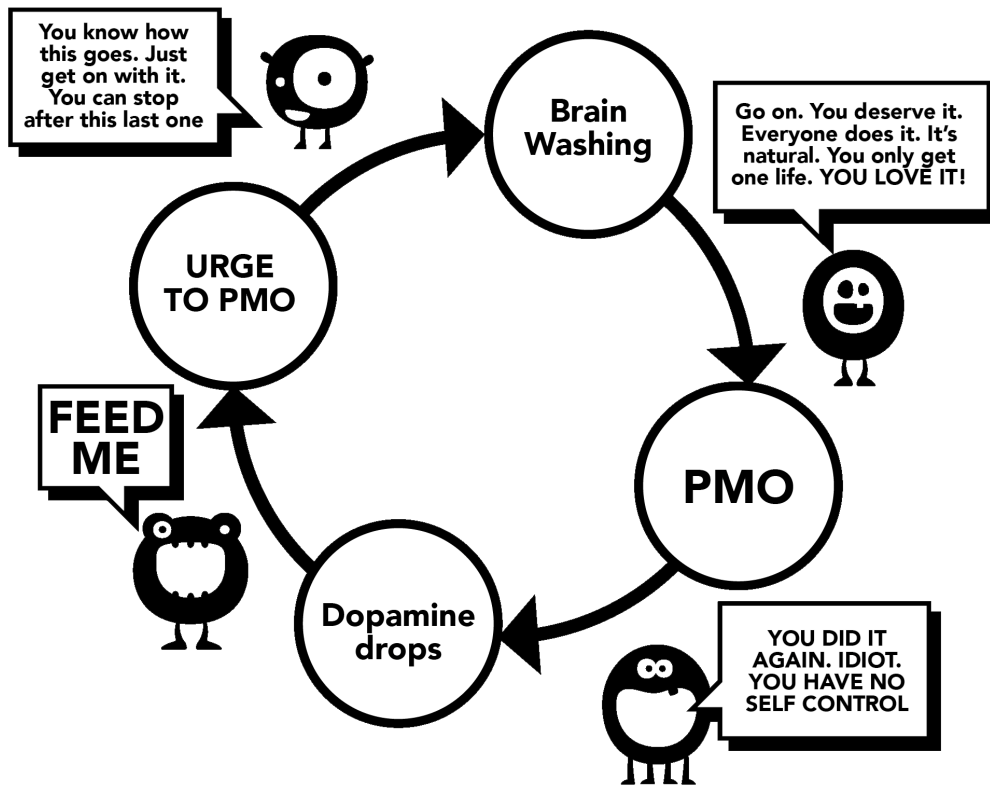 You know how
this goes. Just
get on with it.
You can stop
after this last one
Brain
Washing
Go on. You deserve it.
Everyone does it. It's
natural. You only get
one life. YOU LOVE IT!
URGE
TO PMO
FEED
ME
PMO
Dopamine
drops
YOU DID IT
AGAIN. IDIOT.
YOU HAVE NO
SELF CONTROL